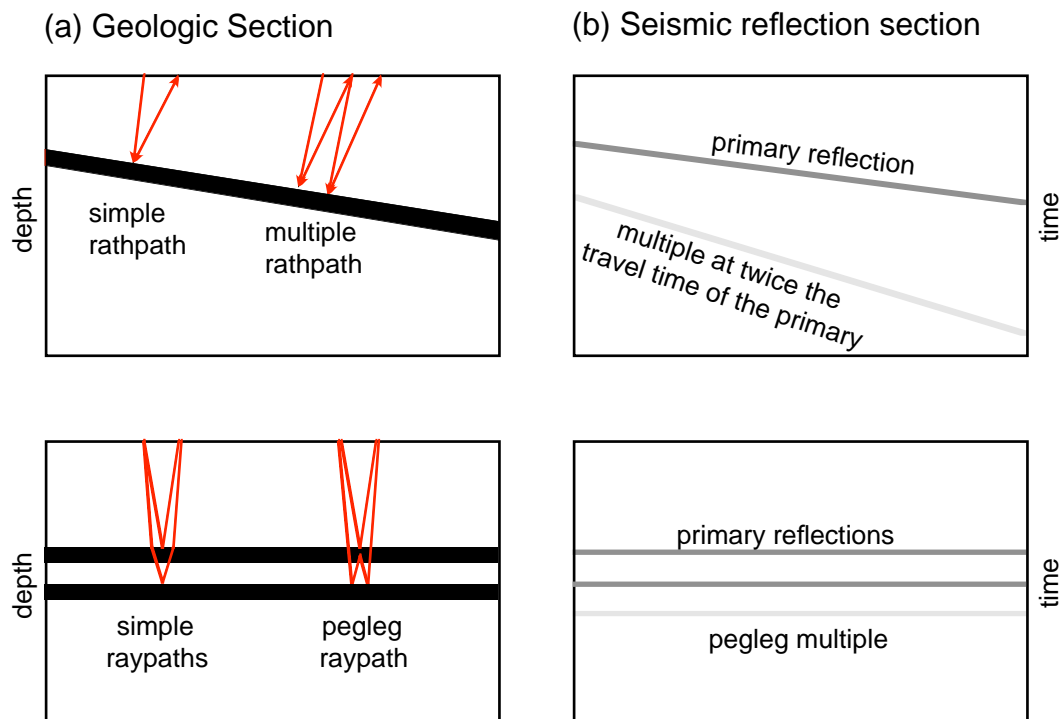 (a) Geologic Section
(b) Seismic reflection section
depth
simple
rathpath
multiple
rathpath
primary reflection
multiple at twice the
travel time of the primary
time
depth
simple
raypaths
pegleg
raypath
primary reflections
pegleg multiple
time